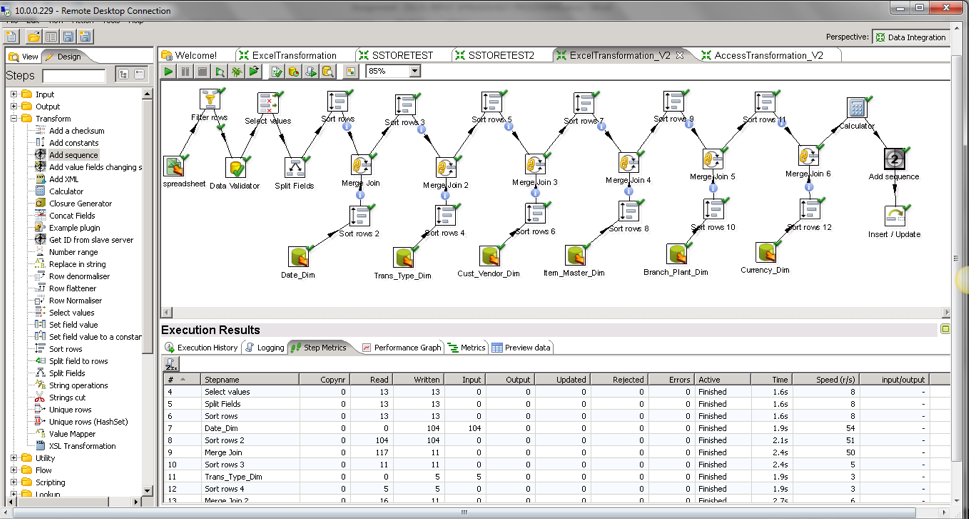 10.0.0.229 - Remote Desktop Connection
Perspective: Data Integration
View Design
Welcome! ExcelTransformation SSTORETEST SSTORETEST2 ExcelTransformation_V2 AccessTransformation_V2
Steps
85%
Input
Output
Transform
Add a checksum
Add constants
Add sequence
Add value fields changing s
Add XML
Calculator
Closure Generator
Concat Fields
Example plugin
Get ID from slave server
Number range
Replace in string
Row denormaliser
Row flattener
Row Normaliser
Select values
Set field value
Set field value to a constar
Sort rows
Split field to rows
Split Fields
String operations
Strings cut
Unique rows
Unique rows (HashSet)
Value Mapper
XSL Transformation
Utility
Flow
Scripting
Lookup
Filter rows Select values Sort rows Sort rows 3 Sort rows 5 Sort rows 7 Sort rows 9 Sort rows 11 Calculator
spreadsheet Data Validator Split Fields Merge Join Merge Join 2 Merge Join 3 Merge Join 4 Merge Join 5 Merge Join 6 Add sequence
Sort rows 2 Sort rows 4 Sort rows 6 Sort rows 8 Sort rows 10 Sort rows 12 Insert / Update
Date_Dim Trans_Type_Dim Cust_Vendor_Dim Item_Master_Dim Branch_Plant_Dim Currency_Dim
Execution Results
Execution History Logging Step Metrics Performance Graph Metrics Preview data
# Stepname Copynr Read Written Input Output Updated Rejected Errors Active Time Speed (r/s) input/output
4 Select values 0 13 13 0 0 0 0 0 Finished 1.6s 8 -
5 Split Fields 0 13 13 0 0 0 0 0 Finished 1.6s 8 -
6 Sort rows 0 13 13 0 0 0 0 0 Finished 1.6s 8 -
7 Date_Dim 0 0 104 104 0 0 0 0 Finished 1.9s 54 -
8 Sort rows 2 0 104 104 0 0 0 0 0 Finished 2.1s 51 -
9 Merge Join 0 117 11 0 0 0 0 0 Finished 2.4s 50 -
10 Sort rows 3 0 11 11 0 0 0 0 0 Finished 2.4s 5 -
11 Trans_Type_Dim 0 0 5 5 0 0 0 0 Finished 1.9s 3 -
12 Sort rows 4 0 5 5 0 0 0 0 0 Finished 1.9s 3 -
13 Merge Join 2 0 16 11 0 0 0 0 0 Finished 2.7s 6 -